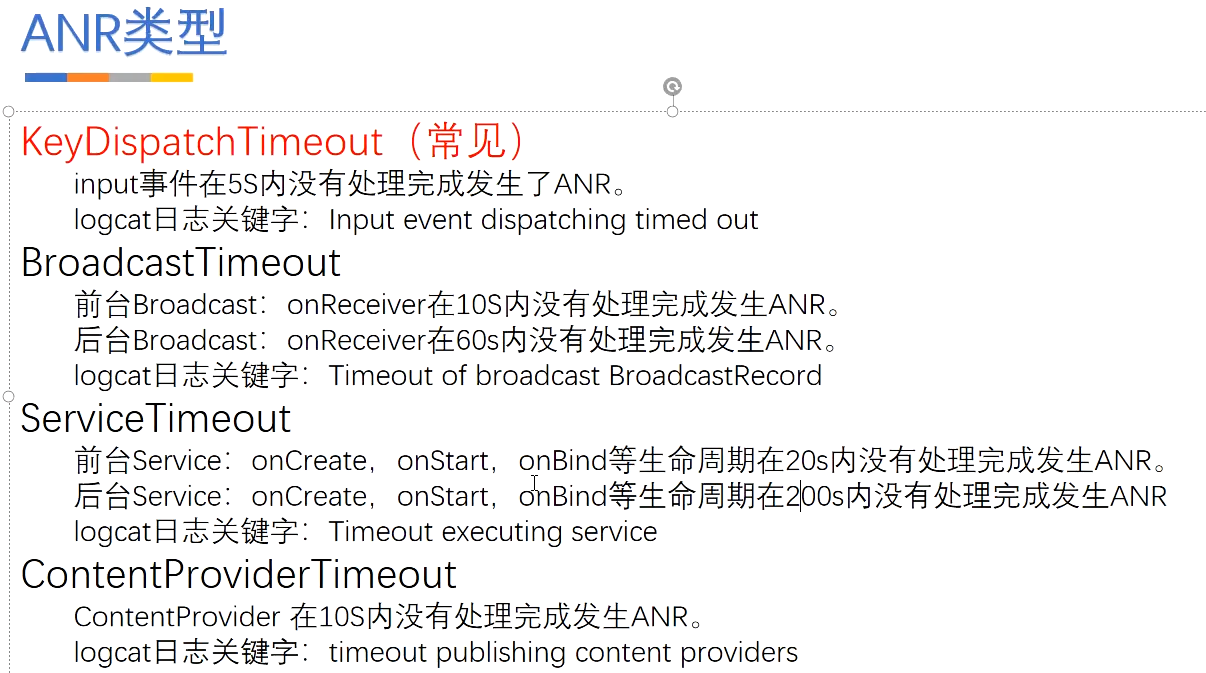 ANR类型
KeyDispatchTimeout（常见）
input事件在5S内没有处理完成发生了ANR。
logcat日志关键字：Input event dispatching timed out
BroadcastTimeout
前台Broadcast：onReceiver在10S内没有处理完成发生ANR。
后台Broadcast：onReceiver在60s内没有处理完成发生ANR。
logcat日志关键字：Timeout of broadcast BroadcastRecord
ServiceTimeout
前台Service：onCreate，onStart，onBind等生命周期在20s内没有处理完成发生ANR。
后台Service：onCreate，onStart，onBind等生命周期在200s内没有处理完成发生ANR
logcat日志关键字：Timeout executing service
ContentProviderTimeout
ContentProvider 在10S内没有处理完成发生ANR。
logcat日志关键字：timeout publishing content providers